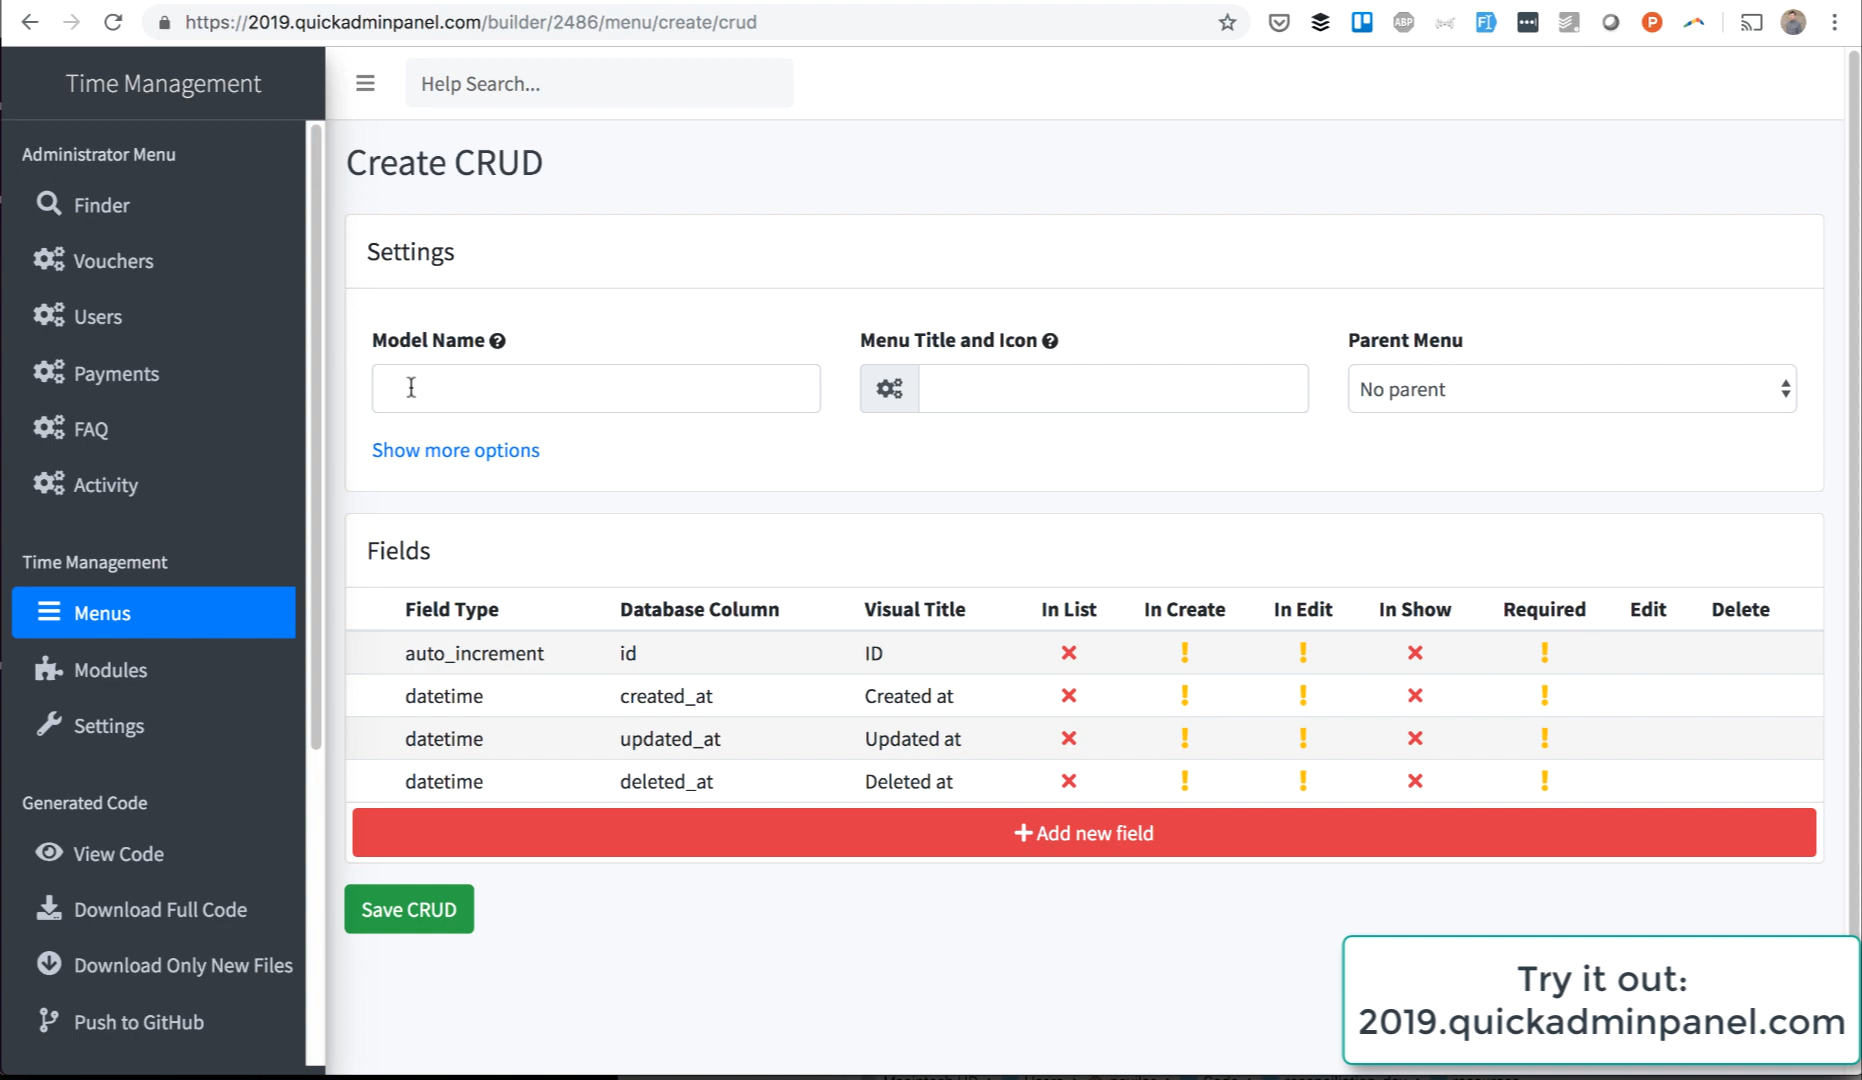 https://2019.quickadminpanel.com/builder/2486/menu/create/crud
ABP
P
Time Management
Help Search...
Administrator Menu
Finder
Vouchers
Users
Payments
FAQ
Activity
Time Management
Menus
Modules
Settings
Generated Code
View Code
Download Full Code
Download Only New Files
Push to GitHub
Create CRUD
Settings
Model Name
Menu Title and Icon
Parent Menu
No parent
Show more options
Fields
Field Type Database Column Visual Title In List In Create In Edit In Show Required Edit Delete
auto_increment id ID
datetime created_at Created at
datetime updated_at Updated at
datetime deleted_at Deleted at
Add new field
Save CRUD
Try it out:
2019.quickadminpanel.com